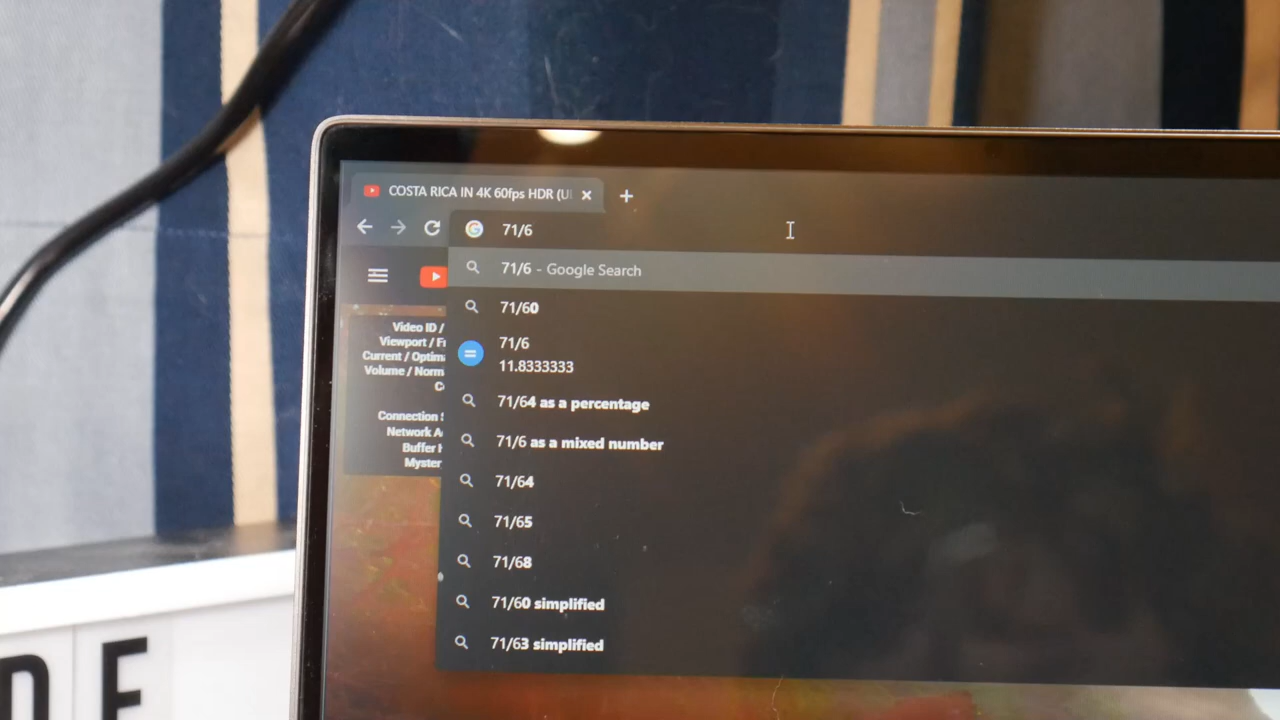 COSTA RICA IN 4K 60fps HDR (U
71/6
71/6 - Google Search
71/60
71/6
11.8333333
71/64 as a percentage
71/6 as a mixed number
71/64
71/65
71/68
71/60 simplified
71/63 simplified
Video ID /
Viewport / Fr
Current / Optima
Volume / Norm
Connection S
Network A
Buffer H
Myster
DE